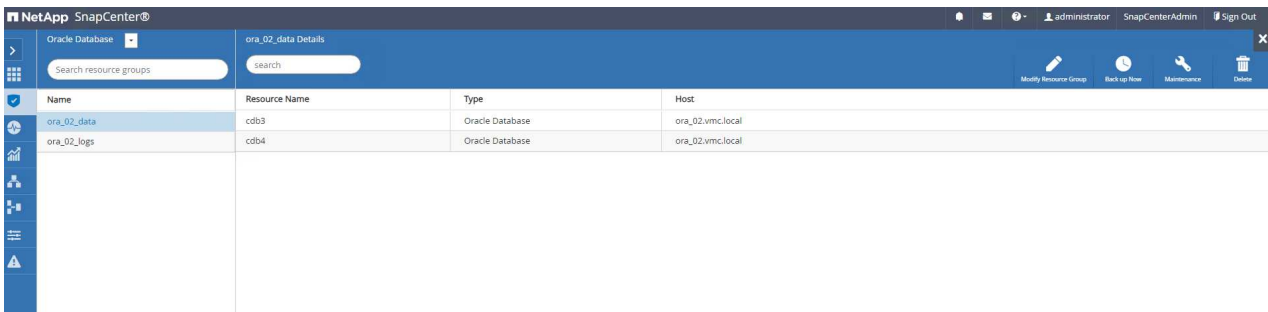 NetApp SnapCenter®
administrator SnapCenterAdmin Sign Out
Oracle Database
ora_02_data Details
Search resource groups
search
Modify Resource Group Back up Now Maintenance Delete
Name
Resource Name Type Host
ora_02_data
cdb3 Oracle Database ora_02.vmc.local
ora_02_logs
cdb4 Oracle Database ora_02.vmc.local